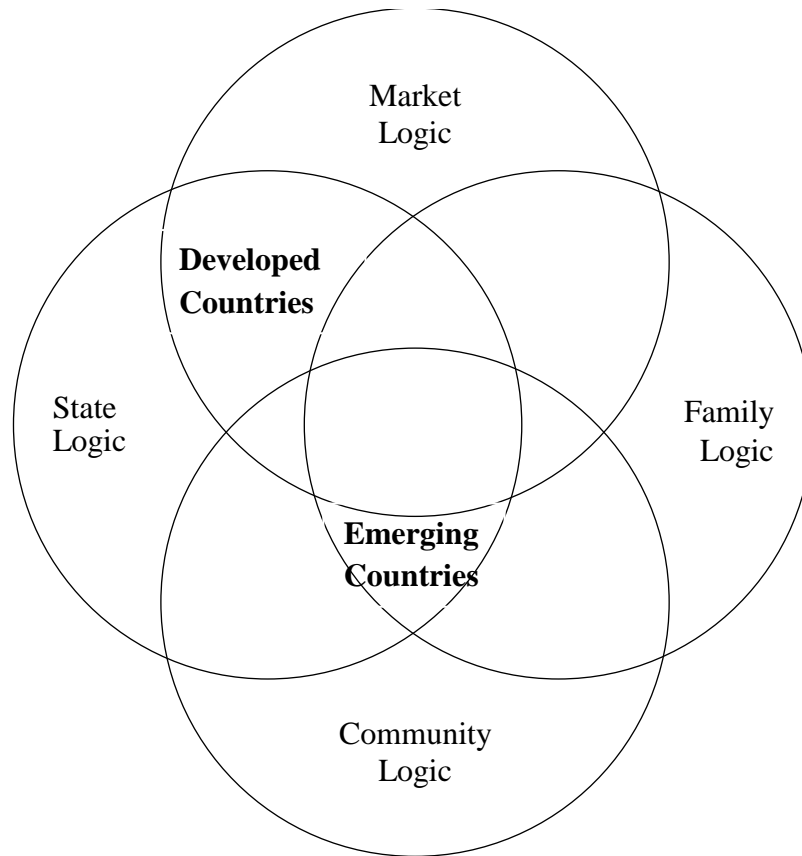 Market
Logic
Developed
Countries
State
Logic
Family
Logic
Emerging
Countries
Community
Logic